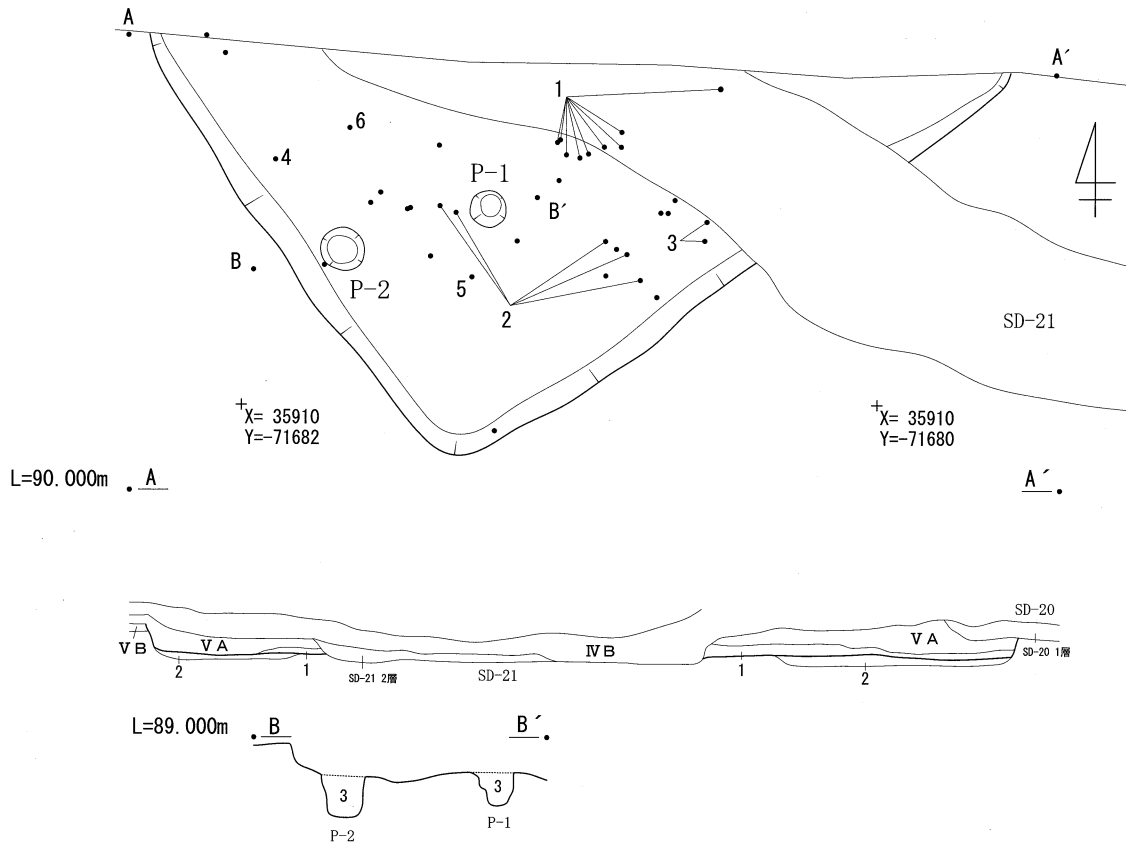 A
A´
1
6
4
P-1
B´
B
P-2
3
5
2
SD-21
X= 35910
Y=-71682
X= 35910
Y=-71680
L=90.000m A A´
SD-20
ⅤB ⅤA ⅣB ⅤA
2 1 SD-21 2層 SD-21 1 2 SD-20 1層
L=89.000m B B´
3 3
P-2 P-1